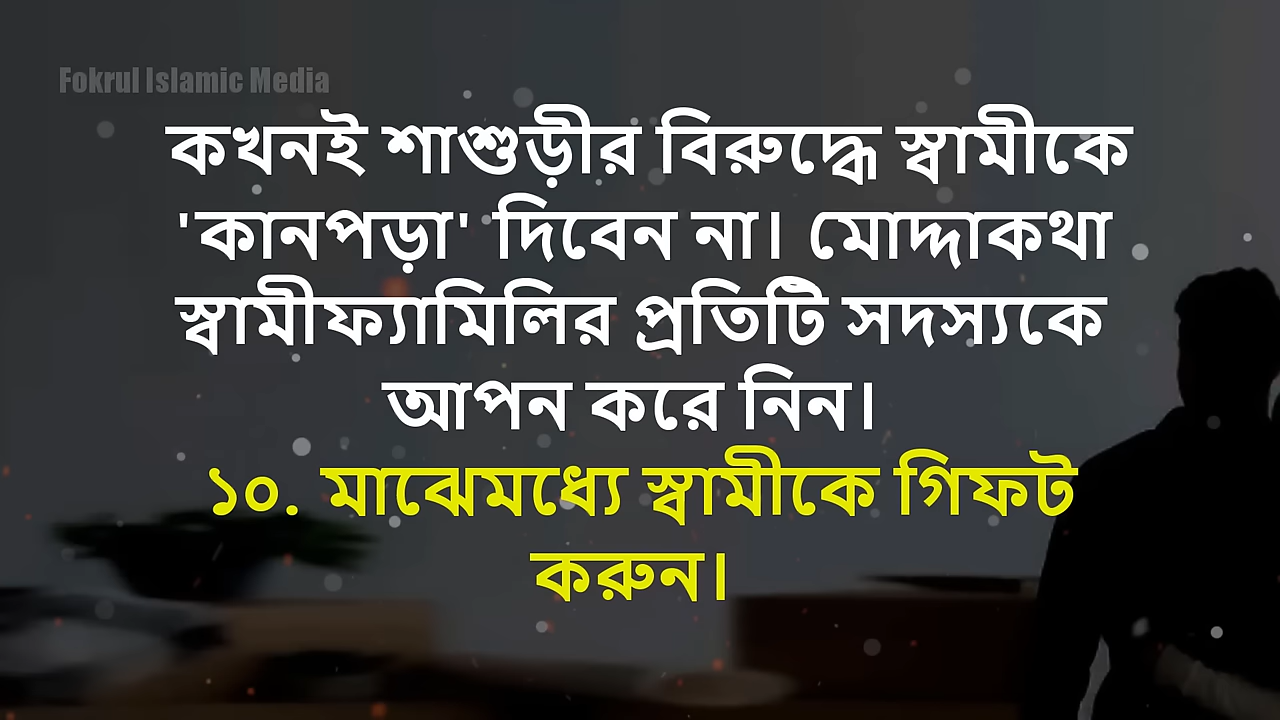 Fokrul Islamic Media
কখনই শাশুড়ীর বিরুদ্ধে স্বামীকে
'কানপড়া' দিবেন না। মোদ্দাকথা
স্বামীফ্যামিলির প্রতিটি সদস্যকে
আপন করে নিন।
১০. মাঝেমধ্যে স্বামীকে গিফট
করুন।